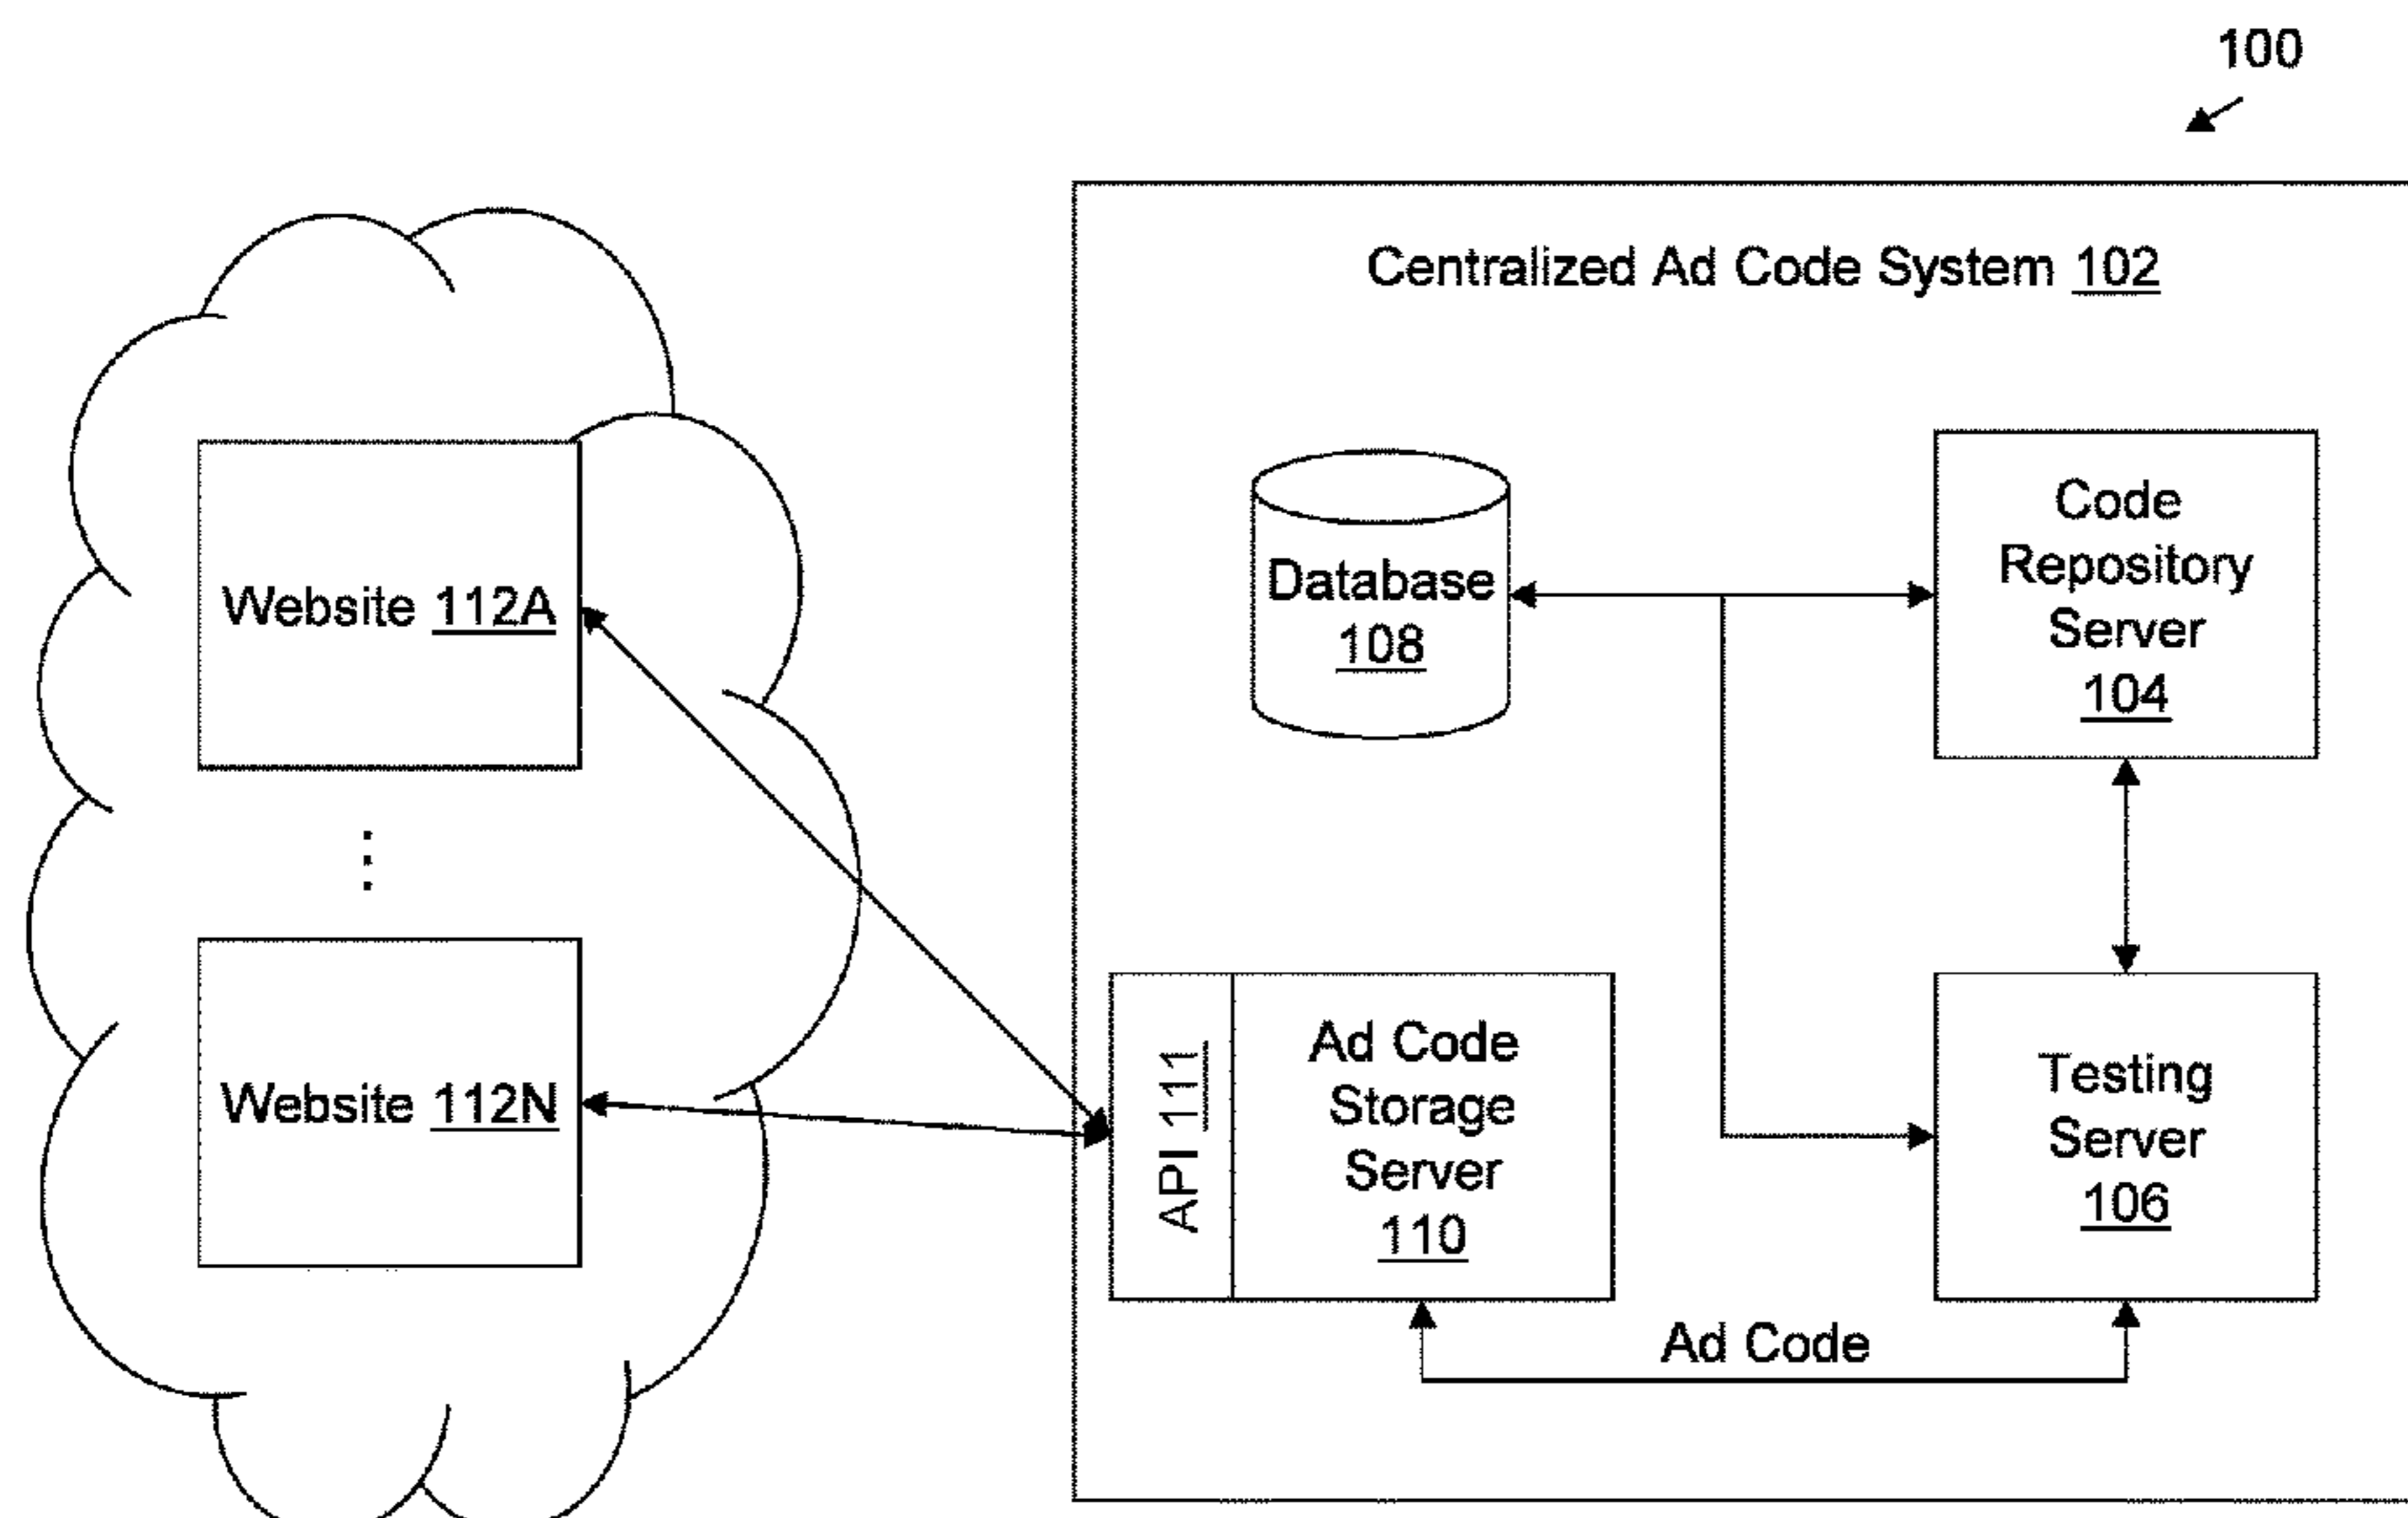 100
Centralized Ad Code System 102
Website 112A
⋮
Website 112N
Database
108
Code
Repository
Server
104
API 111
Ad Code
Storage
Server
110
Testing
Server
106
Ad Code